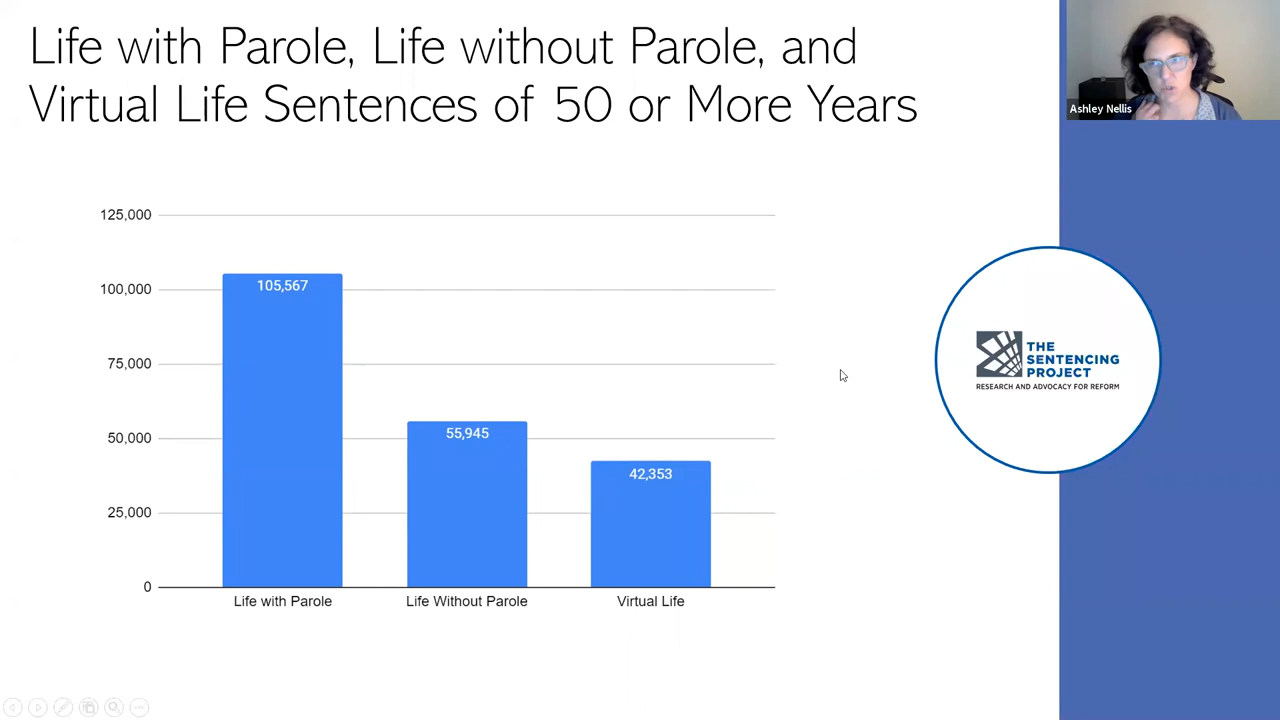 Life with Parole, Life without Parole, and
Virtual Life Sentences of 50 or More Years
Ashley Nellis
125,000
100,000
75,000
50,000
25,000
0
105,567
55,945
42,353
Life with Parole
Life Without Parole
Virtual Life
THE
SENTENCING
PROJECT
RESEARCH AND ADVOCACY FOR REFORM